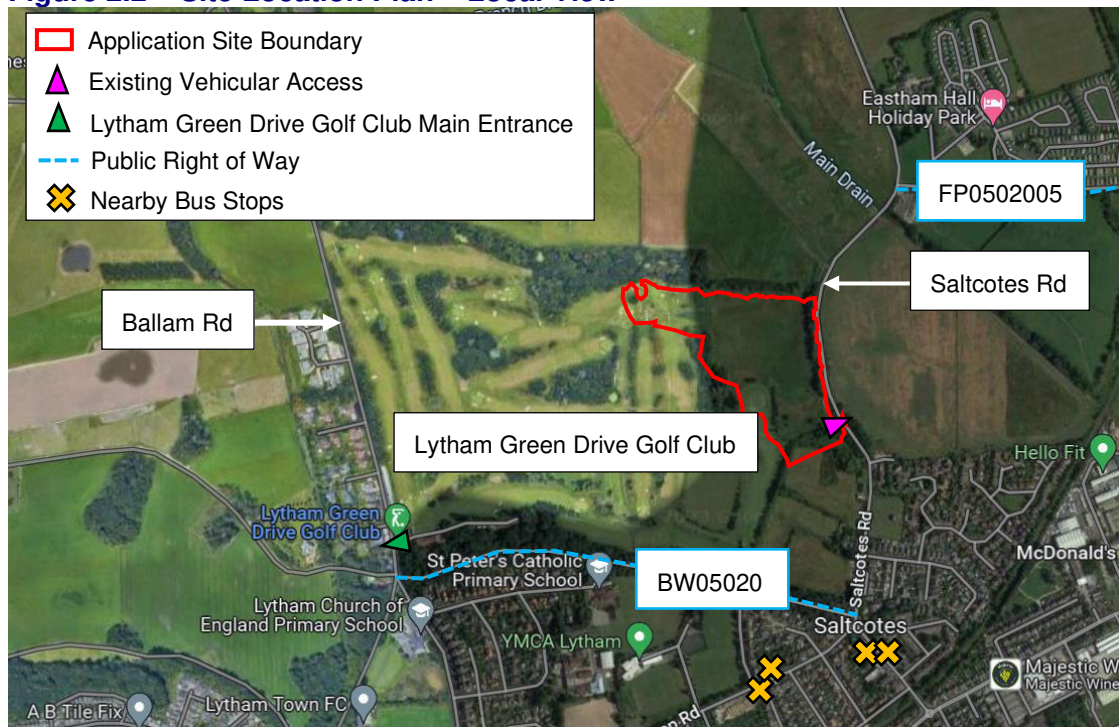 Application Site Boundary
Existing Vehicular Access
Lytham Green Drive Golf Club Main Entrance
Public Right of Way
Nearby Bus Stops
Eastham Hall
Holiday Park
Main Drain
FP0502005
Saltcotes Rd
Ballam Rd
Lytham Green Drive Golf Club
Hello Fit
Lytham Green
Drive Golf Club
Saltcotes Rd
McDonald's
St Peter's Catholic
Primary School
BW05020
Lytham Church of
England Primary School
Saltcotes
YMCA Lytham
Majestic W
Majestic Wine
Lytham Town FC
A B Tile Fix
Rd